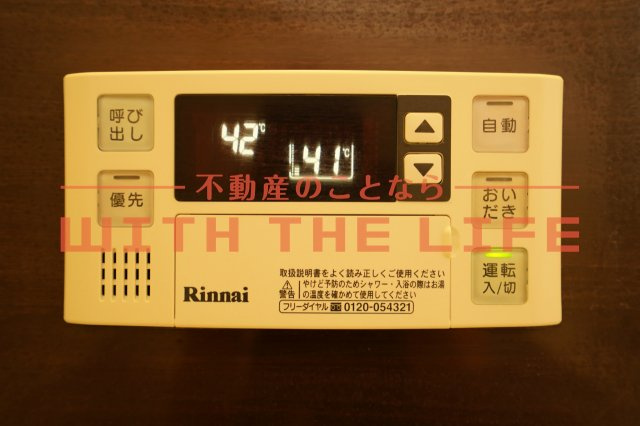 呼び
出し
42℃
41℃
自動
優先
不動産のことなら
おい
だき
WITH THE LIFE
運転
入/切
Rinnai
取扱説明書をよく読み正しくご使用ください
警告 やけど予防のためシャワー・入浴の際はお湯
の温度を確かめて使用してください
フリーダイヤル 0120-054321